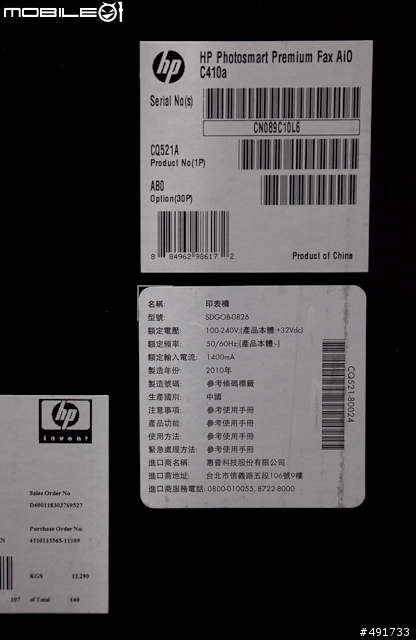 MOBILE01
hp
HP Photosmart Premium Fax AiO
C410a
Serial No(s)
CN089C10L6
CQ521A
Product No(1P)
AB0
Option(30P)
8 84962 98617 2
Product of China
名稱: 印表機
型號: SDGOB-0826
額定電壓: 100-240V;(產品本體:+32Vdc)
額定頻率: 50/60Hz;(產品本體:-)
額定輸入電流: 1400mA
製造年份: 2010年
製造號碼: 參考條碼標籤
生產國別: 中國
注意事項: 參考使用手冊
產品功能: 參考使用手冊
使用方法: 參考使用手冊
緊急處理方法: 參考使用手冊
進口商名稱: 惠普科技股份有限公司
進口商地址: 台北市信義路五段106號9樓
進口商服務電話: 0800-010055, 8722-8000
CQ521-80024
hp
invent
Sales Order No
D400118303769527
Purchase Order No:
4110115565-11109
KGS 12.290
107 of Total 140
#491733